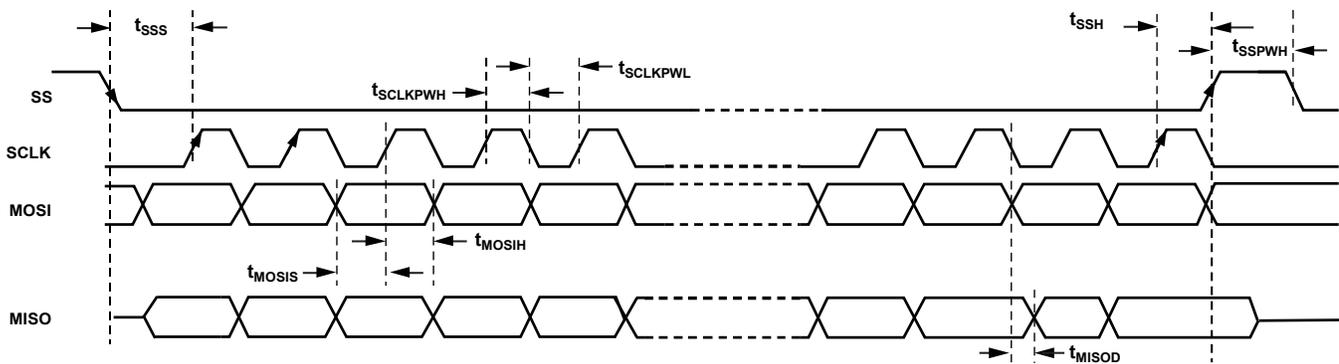 tSSS
tSSH
tSSPWH
tSCLKPWL
tSCLKPWH
SS
SCLK
MOSI
tMOSIH
tMOSIS
MISO
tMISOD